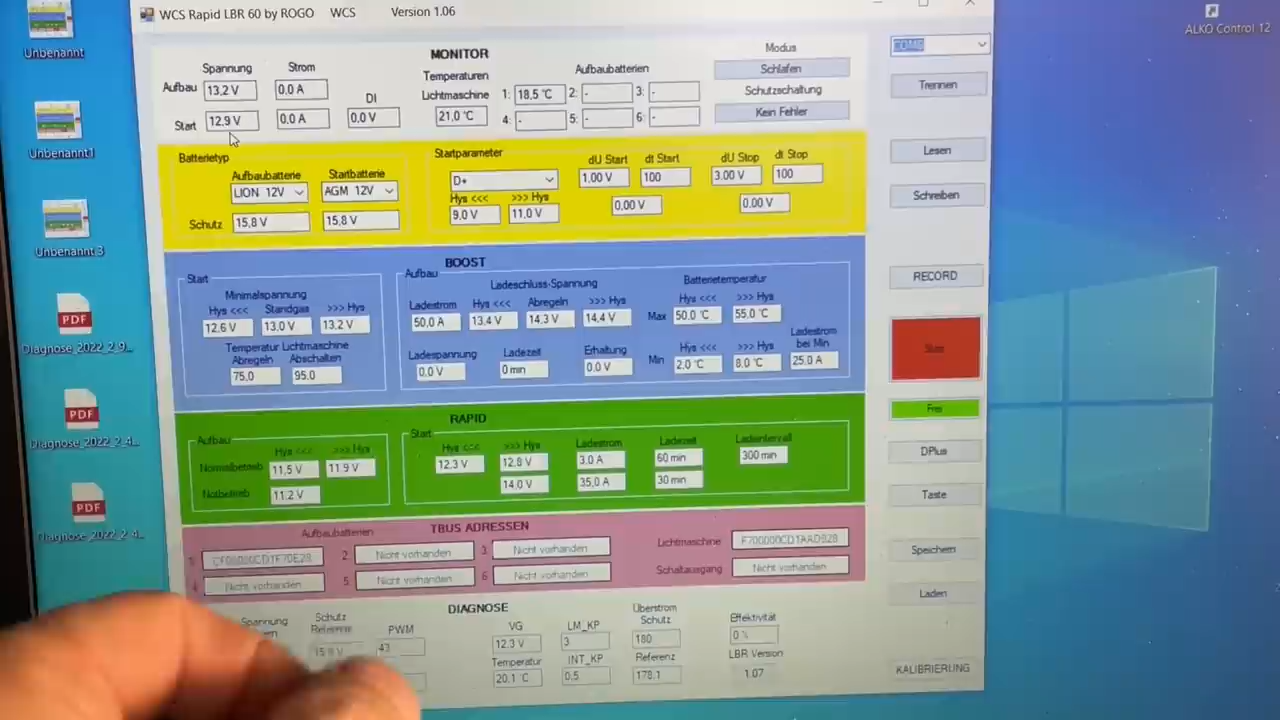 WCS Rapid LBR 60 by ROGO WCS Version 1.06
ALKO Control 12
Unbenannt
Unbenannt1
Unbenannt 3
PDF
Diagnose_2022_2_9...
PDF
Diagnose_2022_2_4...
PDF
Diagnose_2022_2_4...
MONITOR
Spannung Strom
Aufbau 13,2 V 0,0 A
DI
Start 12,9 V 0,0 A 0,0 V
Temperaturen
Lichtmaschine
21,0 °C
Aufbaubatterien
1: 18,5 °C 2: - 3: -
4: - 5: - 6: -
Modus
Schlafen
Schutzschaltung
Kein Fehler
Batterietyp
Aufbaubatterie Startbatterie
LION 12V AGM 12V
Schutz 15,8 V 15,8 V
Startparameter
D+
Hys <<< >>> Hys
9,0 V 11,0 V
dU Start dt Start dU Stop dt Stop
1,00 V 100 3,00 V 100
0,00 V 0,00 V
BOOST
Start
Minimalspannung
Hys <<< Standgas >>> Hys
12,6 V 13,0 V 13,2 V
Temperatur Lichtmaschine
Abregeln Abschalten
75,0 95,0
Aufbau
Ladeschluss-Spannung
Ladestrom Hys <<< Abregeln >>> Hys
50,0 A 13,4 V 14,3 V 14,4 V
Ladespannung Ladezeit Erhaltung
0,0 V 0 min 0,0 V
Batterietemperatur
Hys <<< >>> Hys
Max 50,0 °C 55,0 °C
Ladestrom
bei Min
Hys <<< >>> Hys
Min 2,0 °C 8,0 °C 25,0 A
RAPID
Aufbau
Hys <<< >>> Hys
Normalbetrieb 11,5 V 11,9 V
Notbetrieb 11,2 V
Start
Hys <<< >>> Hys Ladestrom Ladezeit Ladeintervall
12,3 V 12,8 V 3,0 A 60 min 300 min
14,0 V 35,0 A 30 min
TBUS ADRESSEN
Aufbaubatterien
1: 2: Nicht vorhanden 3: Nicht vorhanden
4: Nicht vorhanden 5: Nicht vorhanden 6: Nicht vorhanden
Lichtmaschine
Schaltausgang Nicht vorhanden
DIAGNOSE
Spannung
Schutz
Referenz
15,8 V
PWM
43
VG LM_KP
12,3 V 3
Temperatur INT_KP
20,1 °C 0,5
Überstrom
Schutz
180
Referenz
178,1
Effektivität
0 %
LBR Version
1.07
Trennen
Lesen
Schreiben
RECORD
Stop
Frei
DPlus
Taste
Speichern
Laden
KALIBRIERUNG